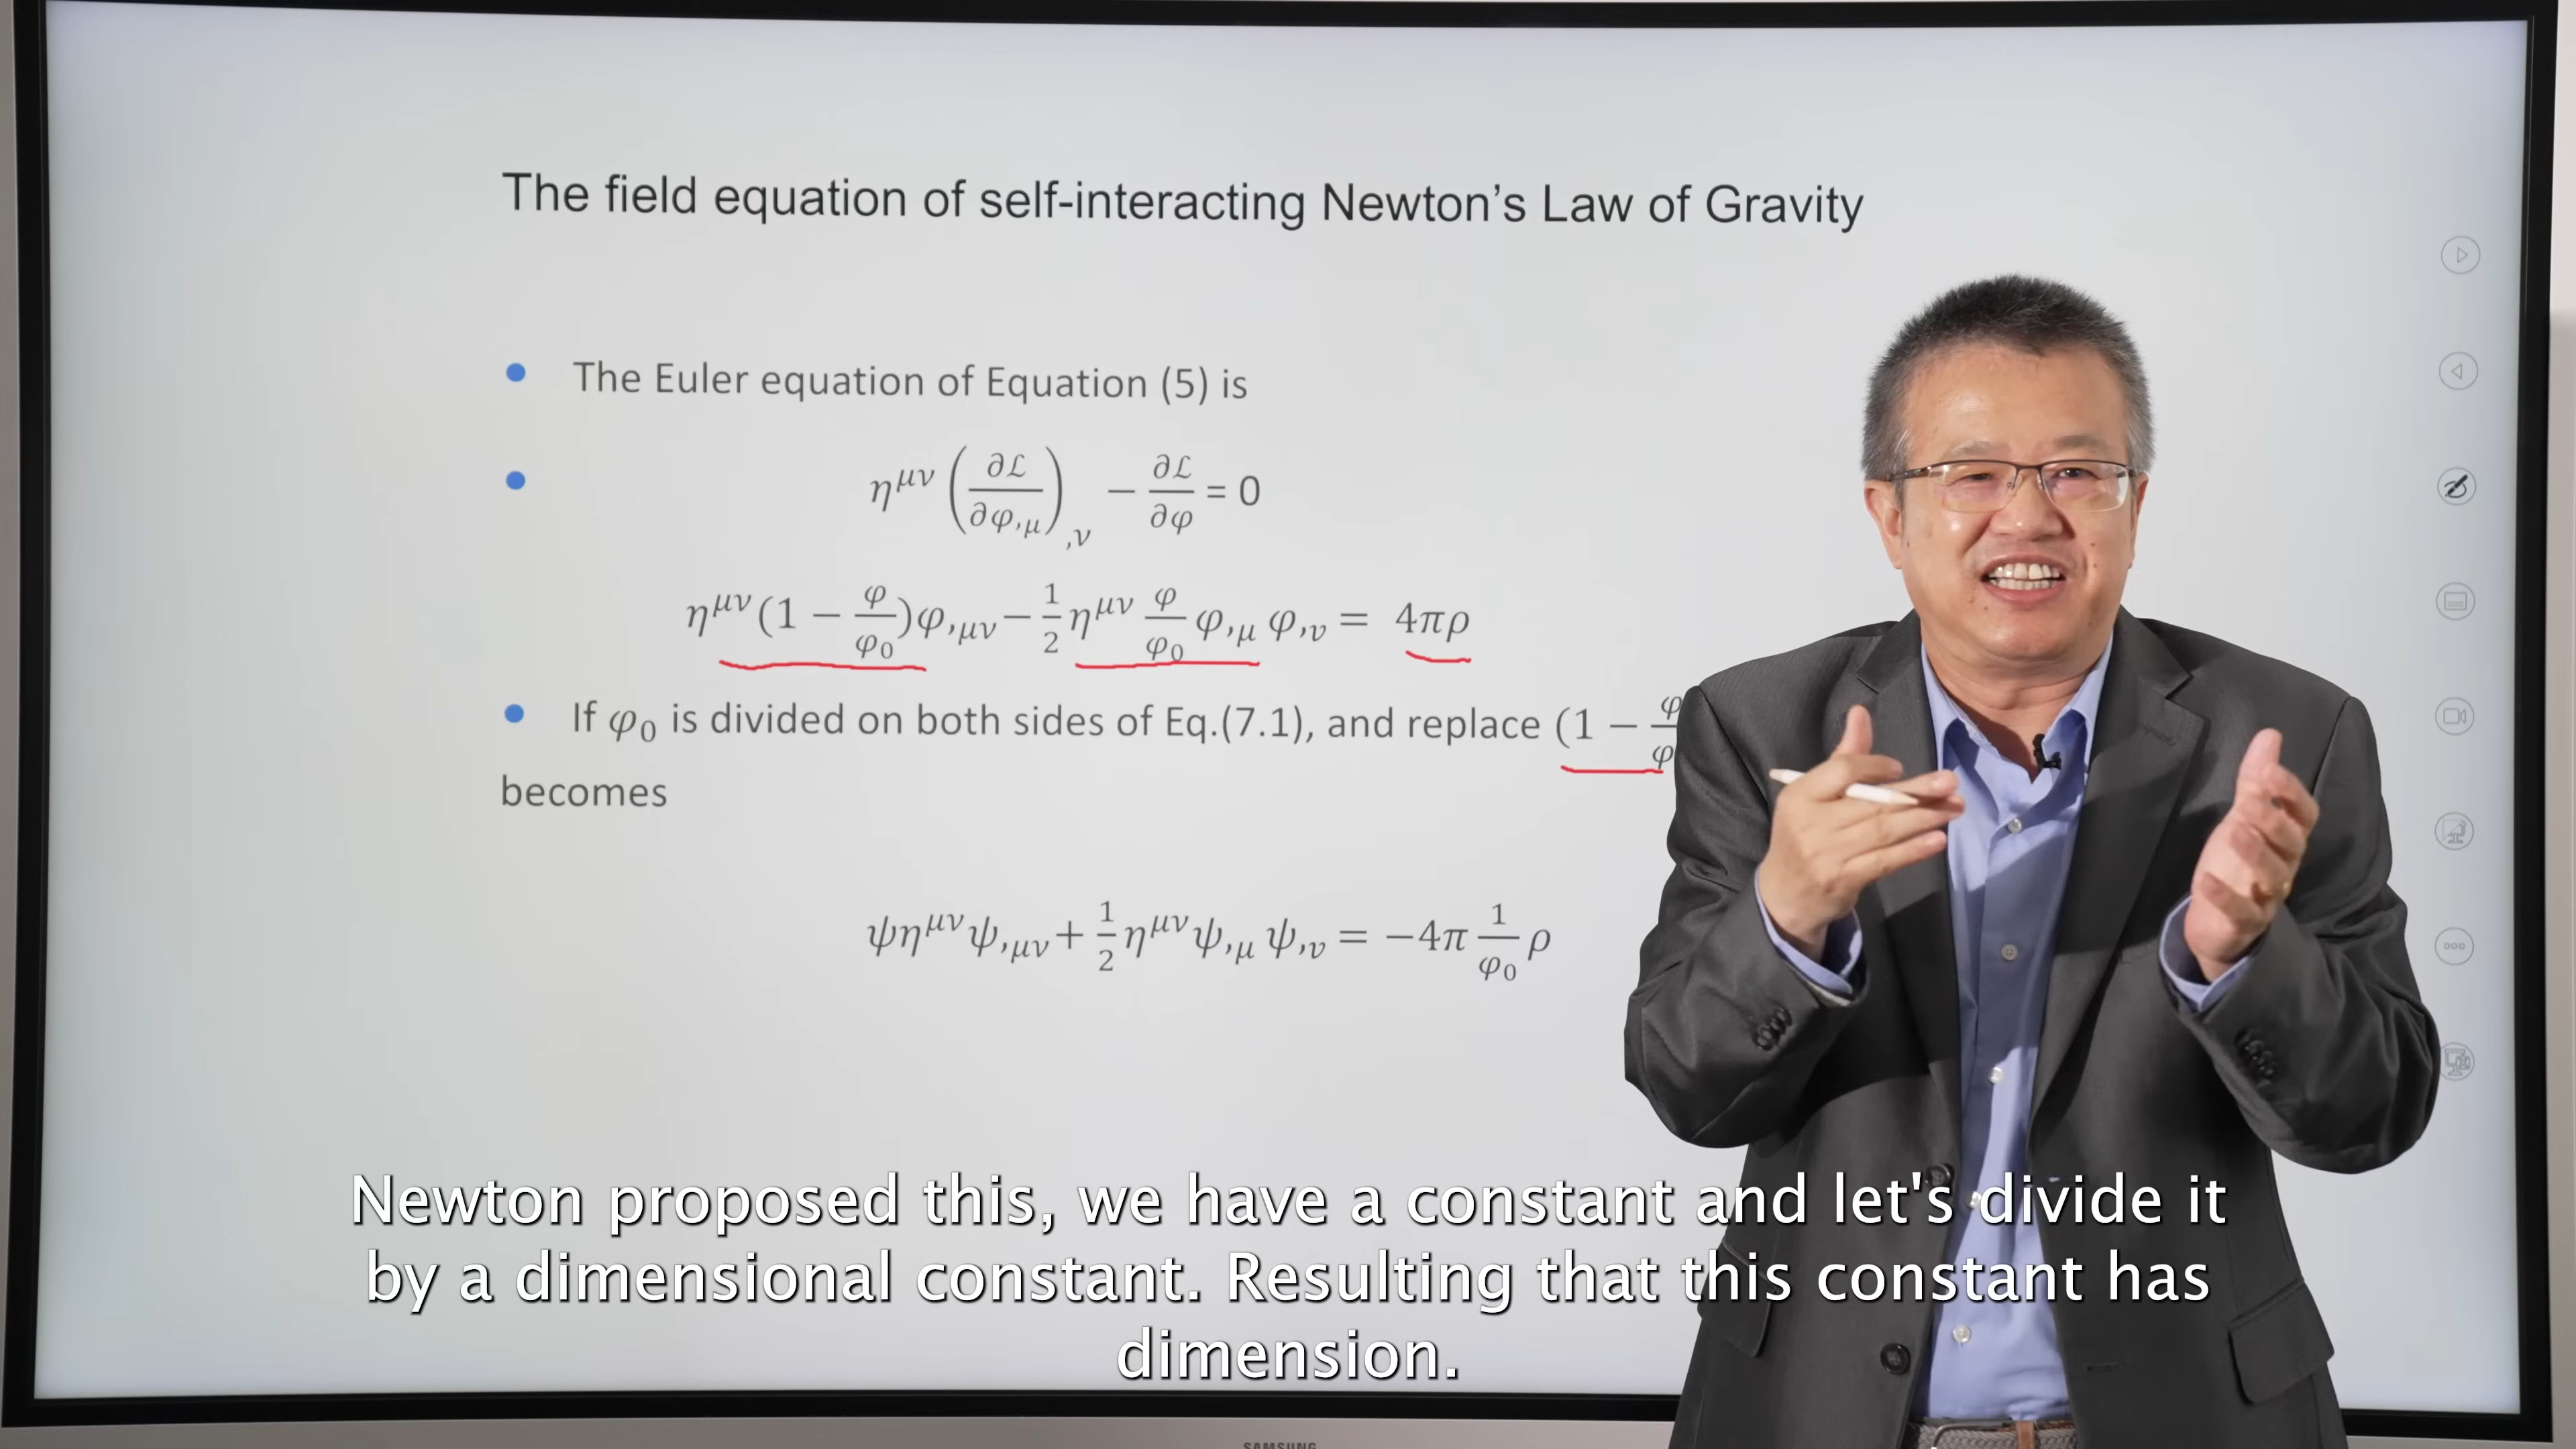 The field equation of self-interacting Newton's Law of Gravity
The Euler equation of Equation (5) is
η^{μν} (∂ℒ/∂φ,μ),ν − ∂ℒ/∂φ = 0
η^{μν}(1 − φ/φ₀)φ,μν − 1/2 η^{μν} φ/φ₀ φ,μ φ,ν = 4πρ
If φ₀ is divided on both sides of Eq.(7.1), and replace (1 − φ/φ
becomes
ψη^{μν}ψ,μν + 1/2 η^{μν}ψ,μ ψ,ν = −4π 1/φ₀ ρ
Newton proposed this, we have a constant and let's divide it
by a dimensional constant. Resulting that this constant has
dimension.
SAMSUNG